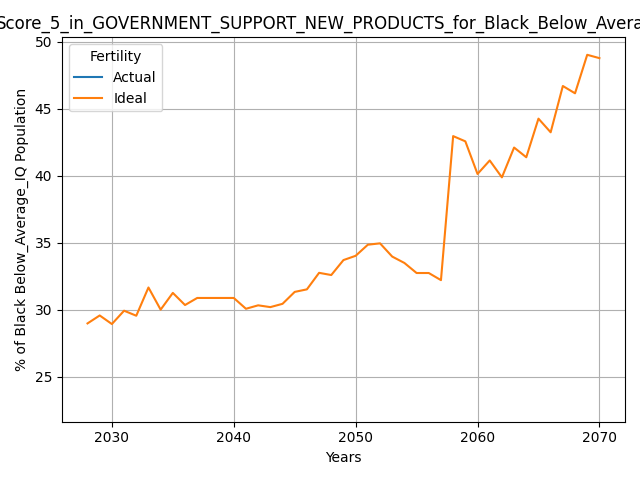 Score_5_in_GOVERNMENT_SUPPORT_NEW_PRODUCTS_for_Black_Below_Avera
Fertility
Actual
Ideal
% of Black Below_Average_IQ Population
50
45
40
35
30
25
2030 2040 2050 2060 2070
Years